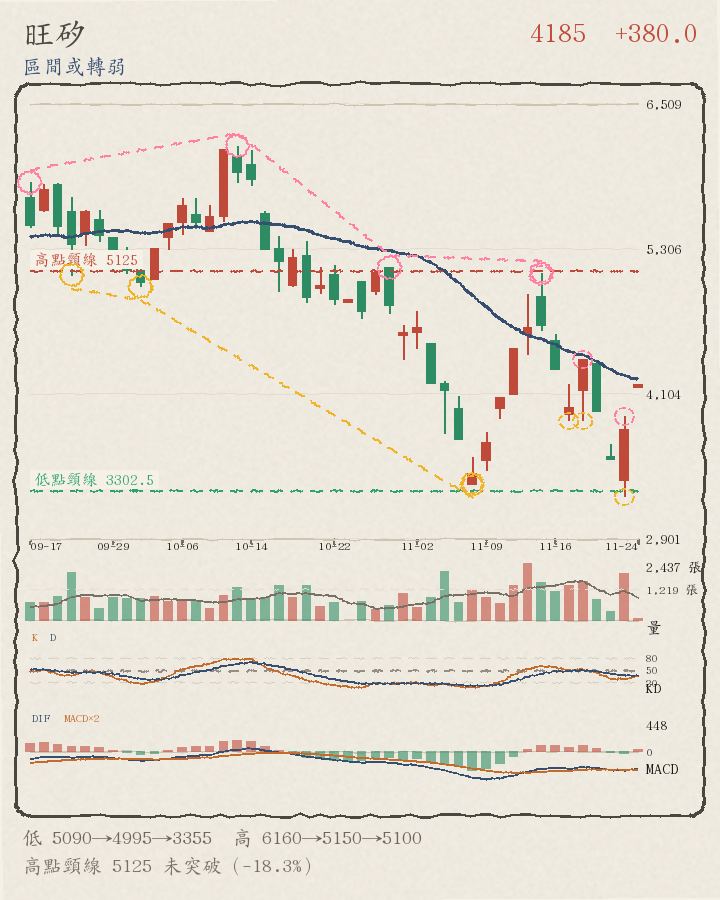 旺矽
4185 +380.0
區間或轉弱
6,509
5,306
高點頸線 5125
4,104
低點頸線 3302.5
2,901
09-17 09-29 10-06 10-14 10-22 11-02 11-09 11-16 11-24
2,437 張
1,219 張
量
K D
80
50
20
KD
DIF MACD×2
448
0
MACD
低 5090→4995→3355 高 6160→5150→5100
高點頸線 5125 未突破 (-18.3%)